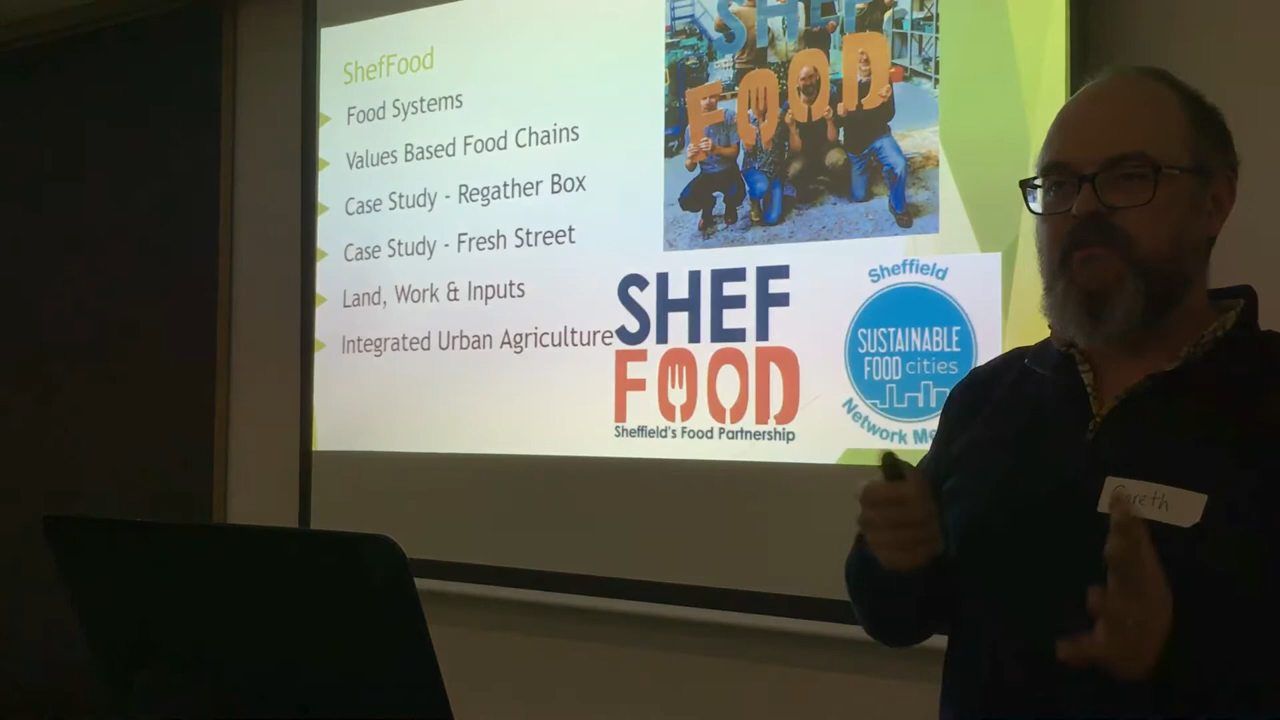 ShefFood
Food Systems
Values Based Food Chains
Case Study - Regather Box
Case Study - Fresh Street
Land, Work & Inputs
Integrated Urban Agriculture
SHEF
FOOD
SHEF
FOOD
Sheffield's Food Partnership
Sheffield
SUSTAINABLE
FOOD cities
Network
Gareth